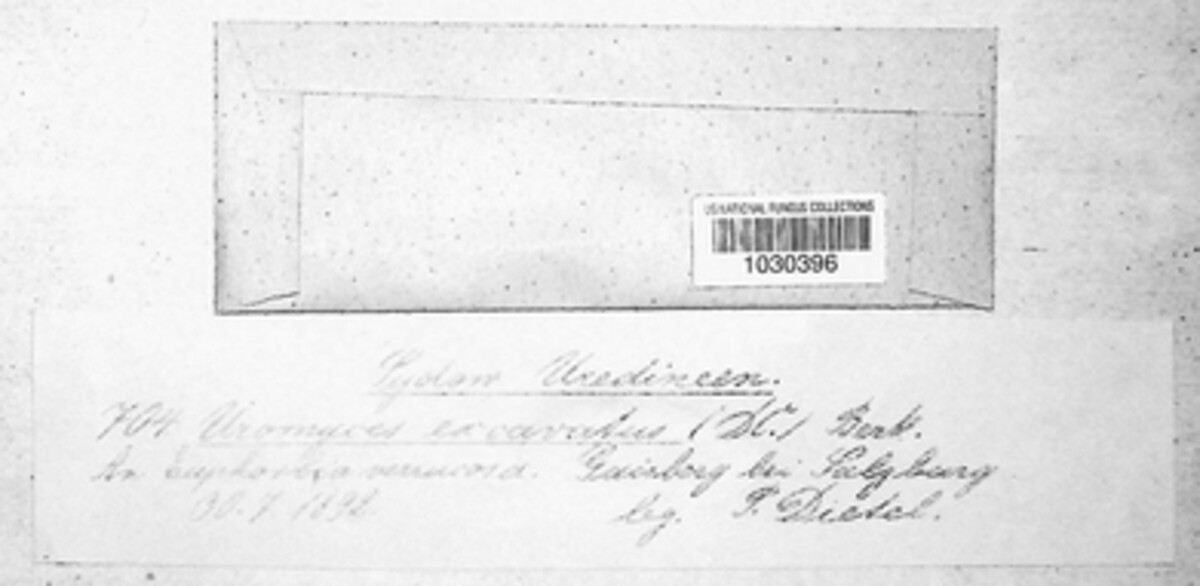 US NATIONAL FUNGUS COLLECTIONS
1030396
Sydow Uredineen.
704 Uromyces excavatus (DC.) Berk.
An Euphorbia verrucosa. Gaisberg bei Salzburg
30. 7. 1892
leg. P. Dietel.